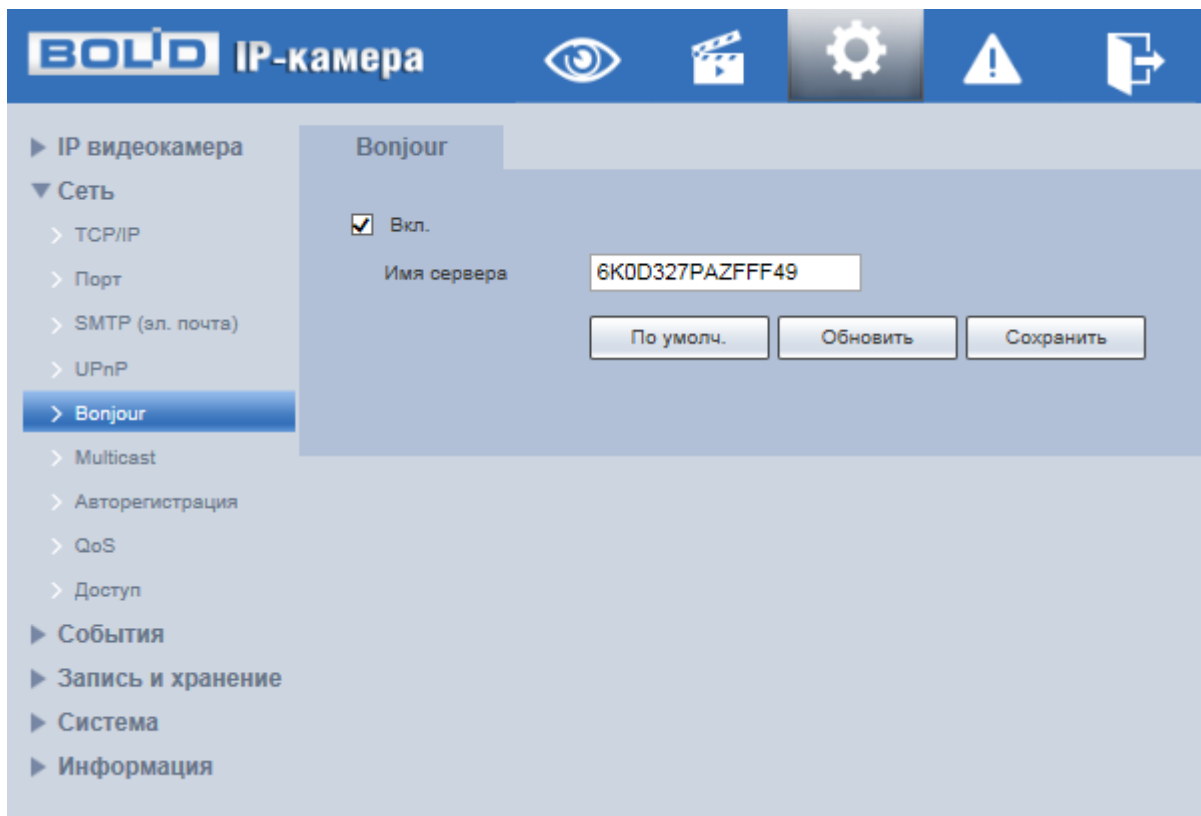 BOLID IP-камера
IP видеокамера
Сеть
TCP/IP
Порт
SMTP (эл. почта)
UPnP
Bonjour
Multicast
Авторегистрация
QoS
Доступ
События
Запись и хранение
Система
Информация
Bonjour
Вкл.
Имя сервера 6K0D327PAZFFF49
По умолч. Обновить Сохранить